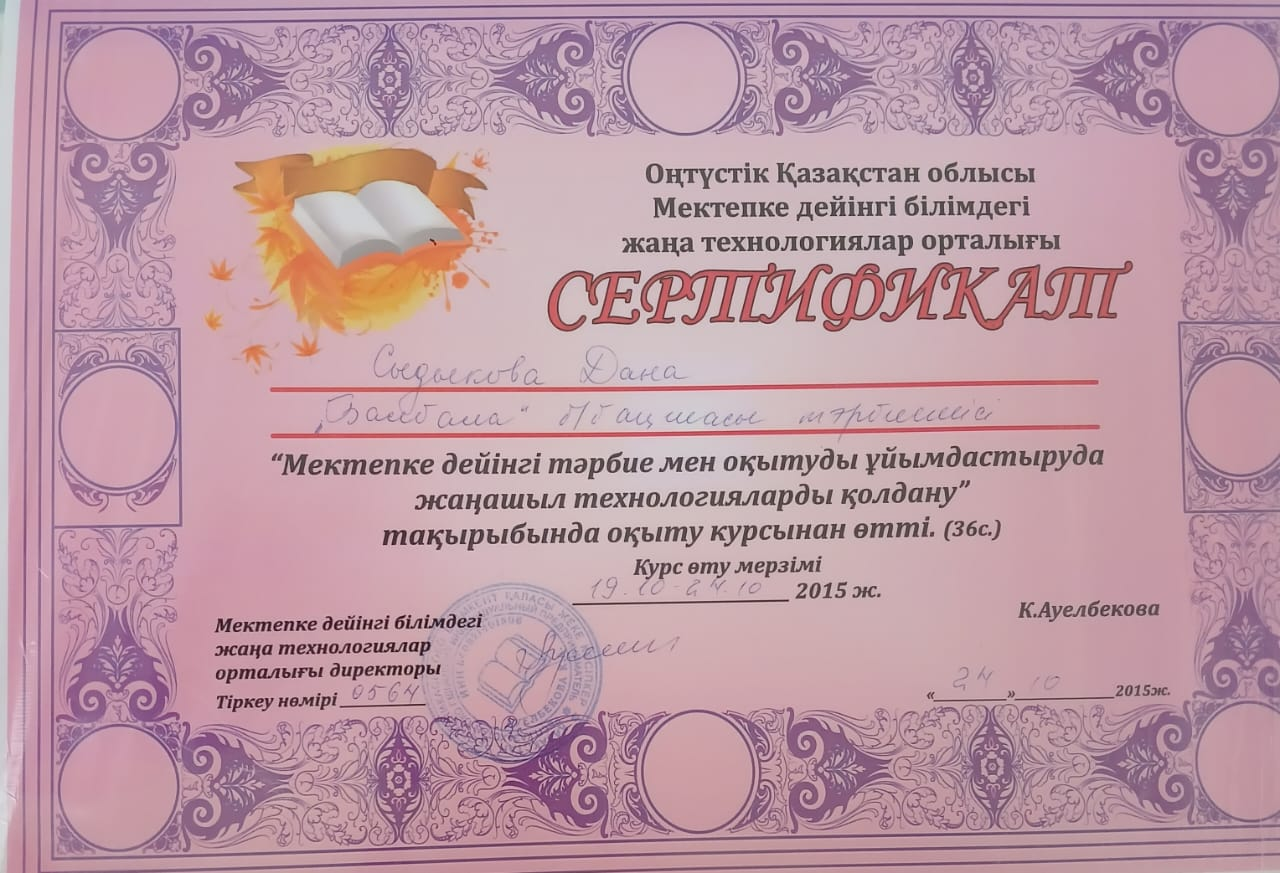 Оңтүстік Қазақстан облысы
Мектепке дейінгі білімдегі
жаңа технологиялар орталығы
СЕРТИФИКАТ
Сыдыкова Дана
"Балбала" б/бақшасы тәрбиешісі
"Мектепке дейінгі тәрбие мен оқытуды ұйымдастыруда
жаңашыл технологияларды қолдану"
тақырыбында оқыту курсынан өтті. (36с.)
Курс өту мерзімі
19.10-24.10 2015 ж.
К.Ауелбекова
Мектепке дейінгі білімдегі
жаңа технологиялар
орталығы директоры
Тіркеу нөмірі 0564
«24» 10 2015ж.